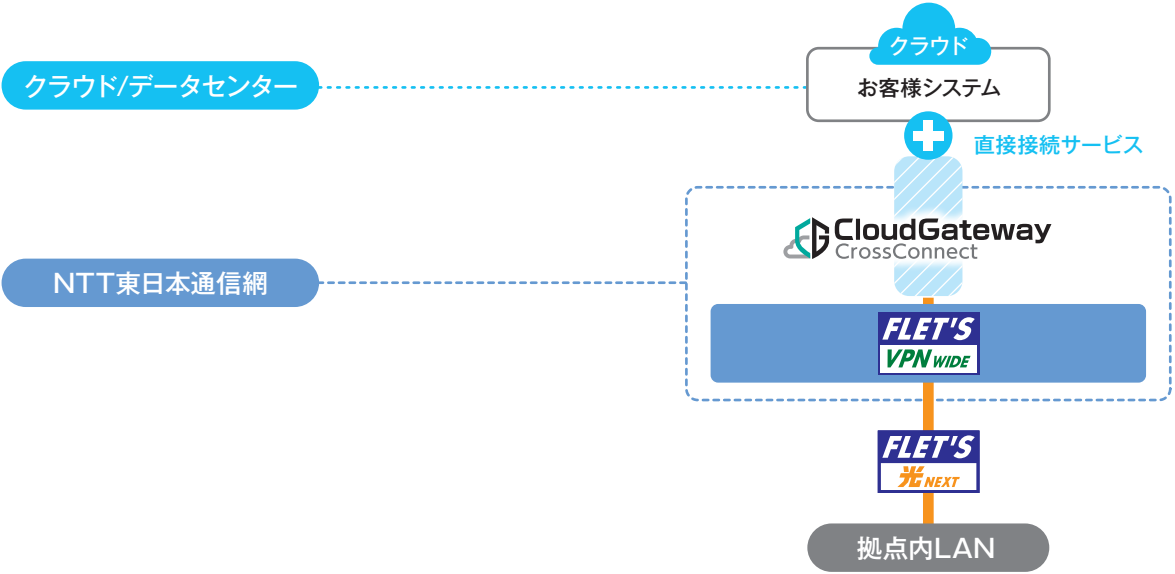 クラウド
クラウド/データセンター
お客様システム
直接接続サービス
CloudGateway
CrossConnect
NTT東日本通信網
FLET'S
VPN WIDE
FLET'S
光 NEXT
拠点内LAN